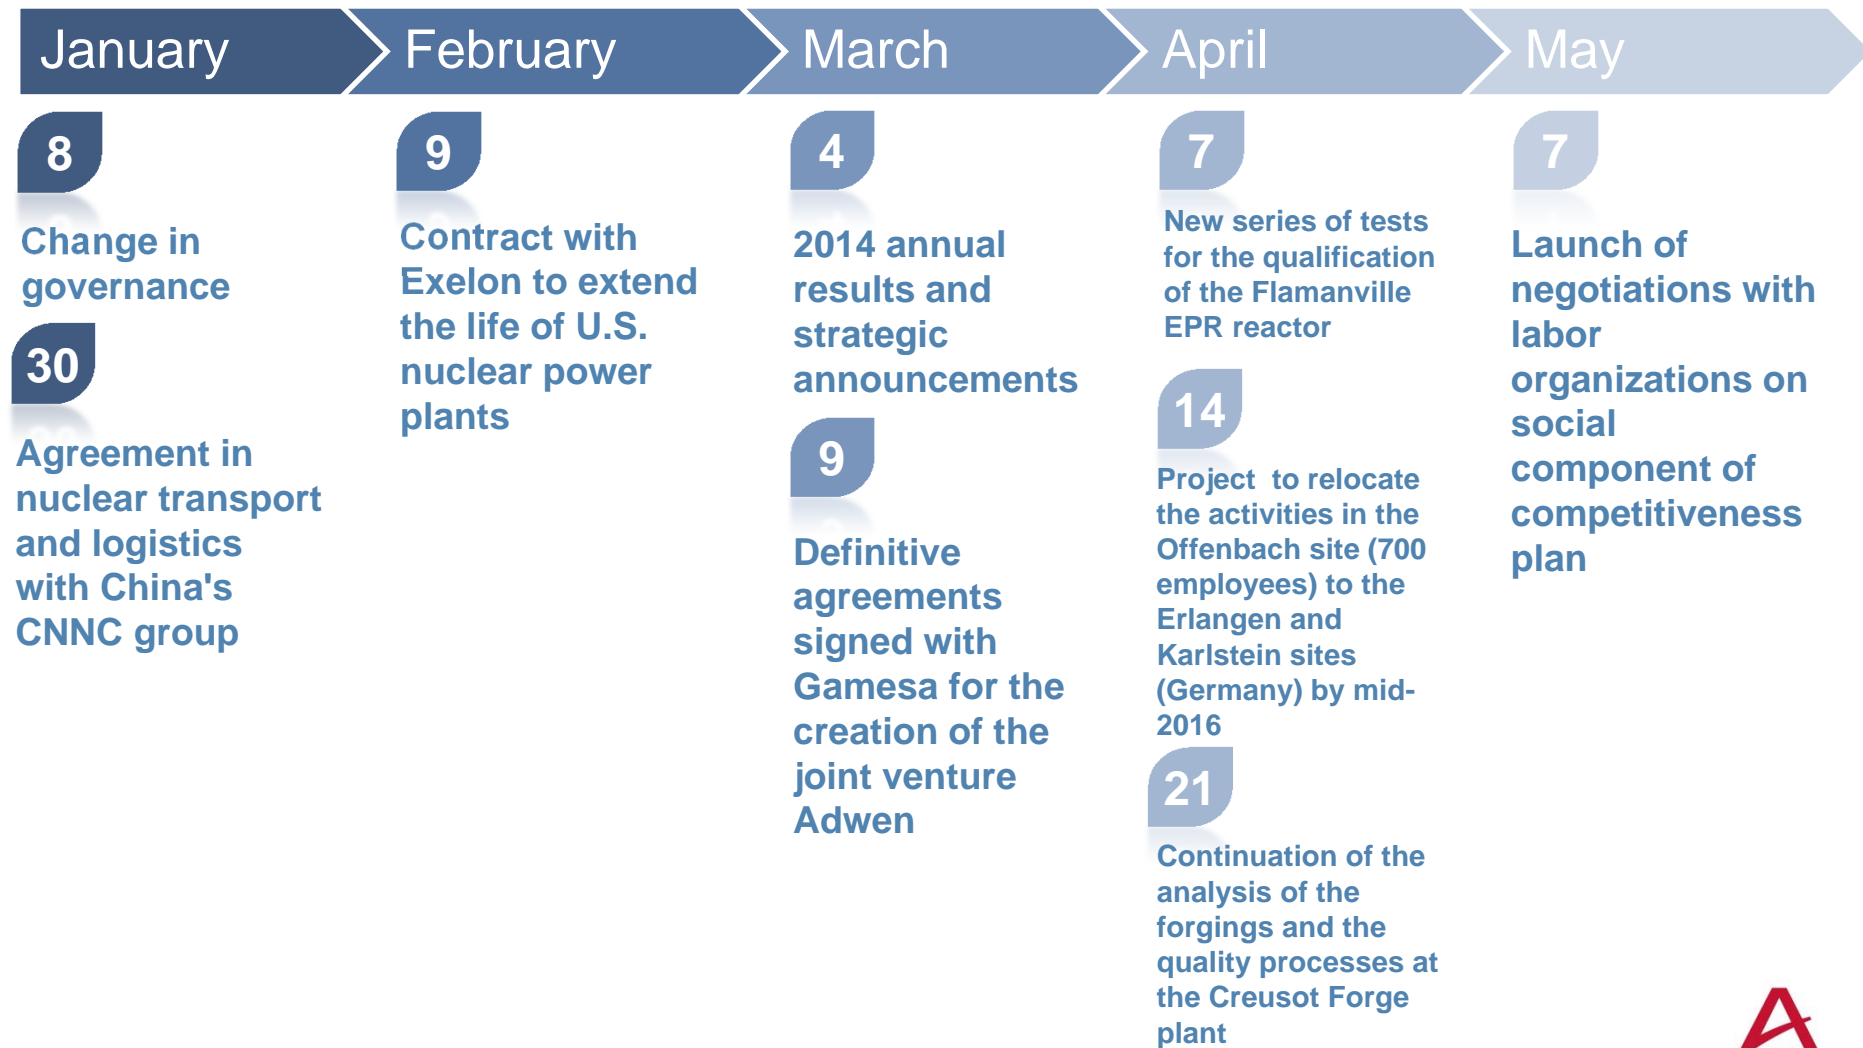 January
February
March
April
May
8
Change in
governance
30
Agreement in
nuclear transport
and logistics
with China's
CNNC group
9
Contract with
Exelon to extend
the life of U.S.
nuclear power
plants
4
2014 annual
results and
strategic
announcements
9
Definitive
agreements
signed with
Gamesa for the
creation of the
joint venture
Adwen
7
New series of tests
for the qualification
of the Flamanville
EPR reactor
14
Project  to relocate
the activities in the
Offenbach site (700
employees) to the
Erlangen and
Karlstein sites
(Germany) by mid-
2016
21
Continuation of the
analysis of the
forgings and the
quality processes at
the Creusot Forge
plant
7
Launch of
negotiations with
labor
organizations on
social
component of
competitiveness
plan